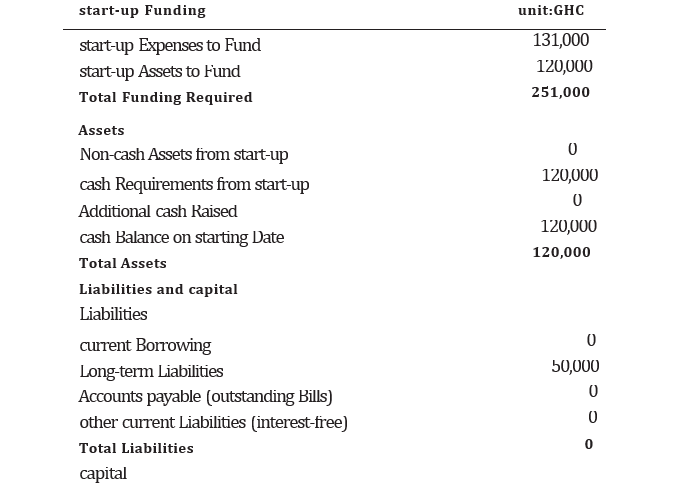 start-up Funding unit:GHC
start-up Expenses to Fund 131,000
start-up Assets to Fund 120,000
Total Funding Required 251,000
Assets
Non-cash Assets from start-up 0
cash Requirements from start-up 120,000
Additional cash Raised 0
cash Balance on starting Date 120,000
Total Assets 120,000
Liabilities and capital
Liabilities
current Borrowing 0
Long-term Liabilities 50,000
Accounts payable (outstanding Bills) 0
other current Liabilities (interest-free) 0
Total Liabilities 0
capital